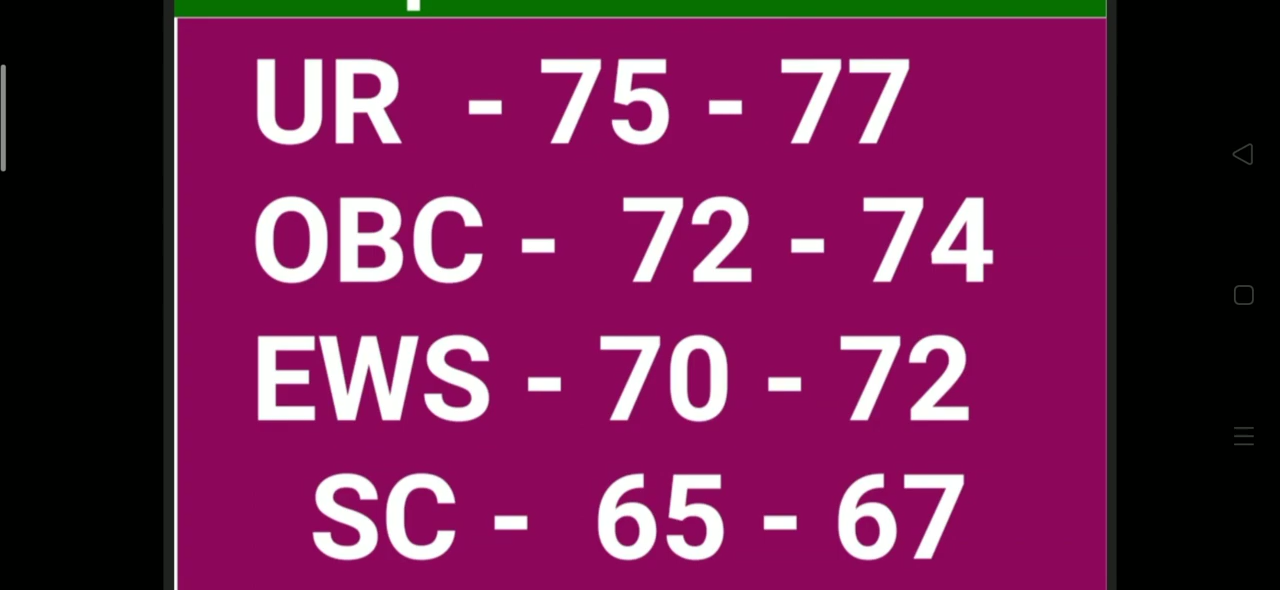 UR - 75 - 77
OBC - 72 - 74
EWS - 70 - 72
SC - 65 - 67